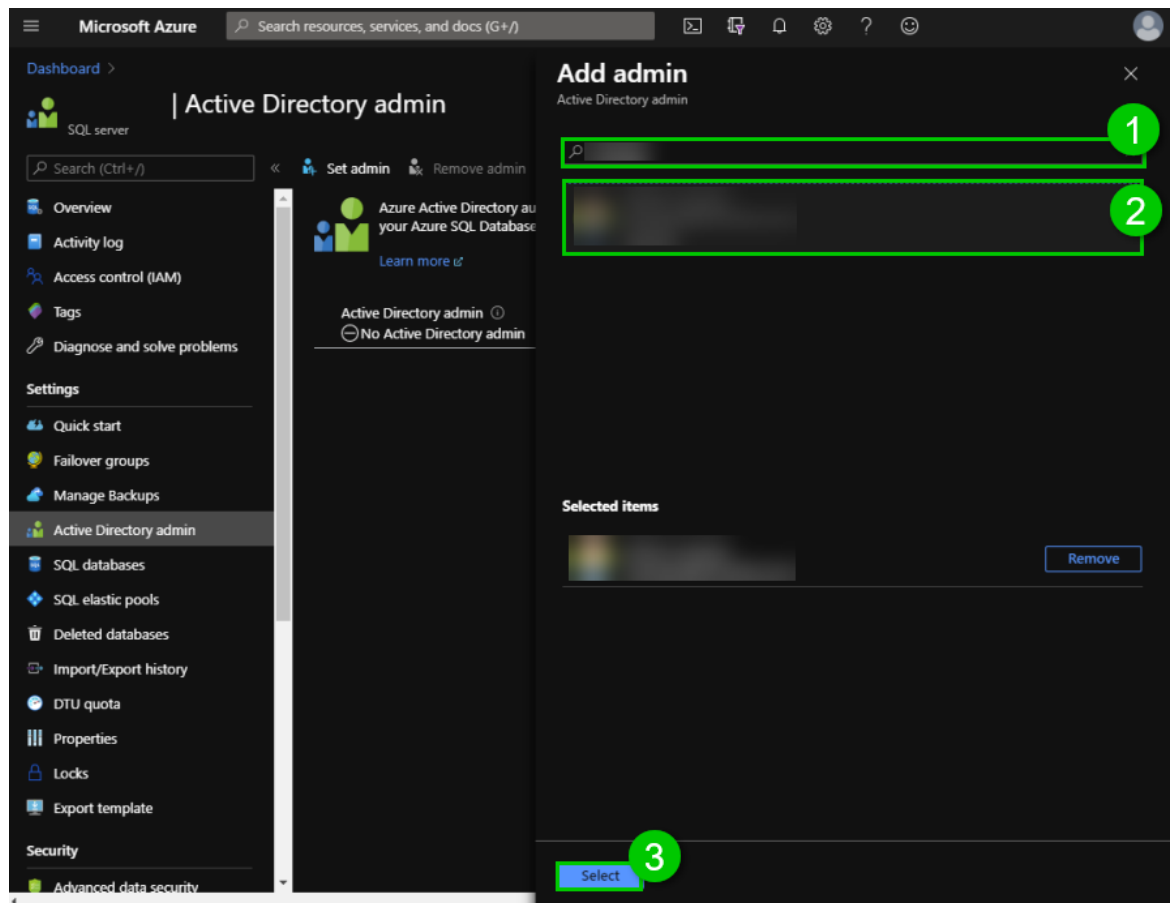 Microsoft Azure
Search resources, services, and docs (G+/)
Dashboard >
| Active Directory admin
SQL server
Search (Ctrl+/)
«
Set admin
Remove admin
Overview
Activity log
Access control (IAM)
Tags
Diagnose and solve problems
Settings
Quick start
Failover groups
Manage Backups
Active Directory admin
SQL databases
SQL elastic pools
Deleted databases
Import/Export history
DTU quota
Properties
Locks
Export template
Security
Advanced data security
Azure Active Directory au
your Azure SQL Database
Learn more
Active Directory admin
No Active Directory admin
Add admin
Active Directory admin
1
2
Selected items
Remove
Select
3